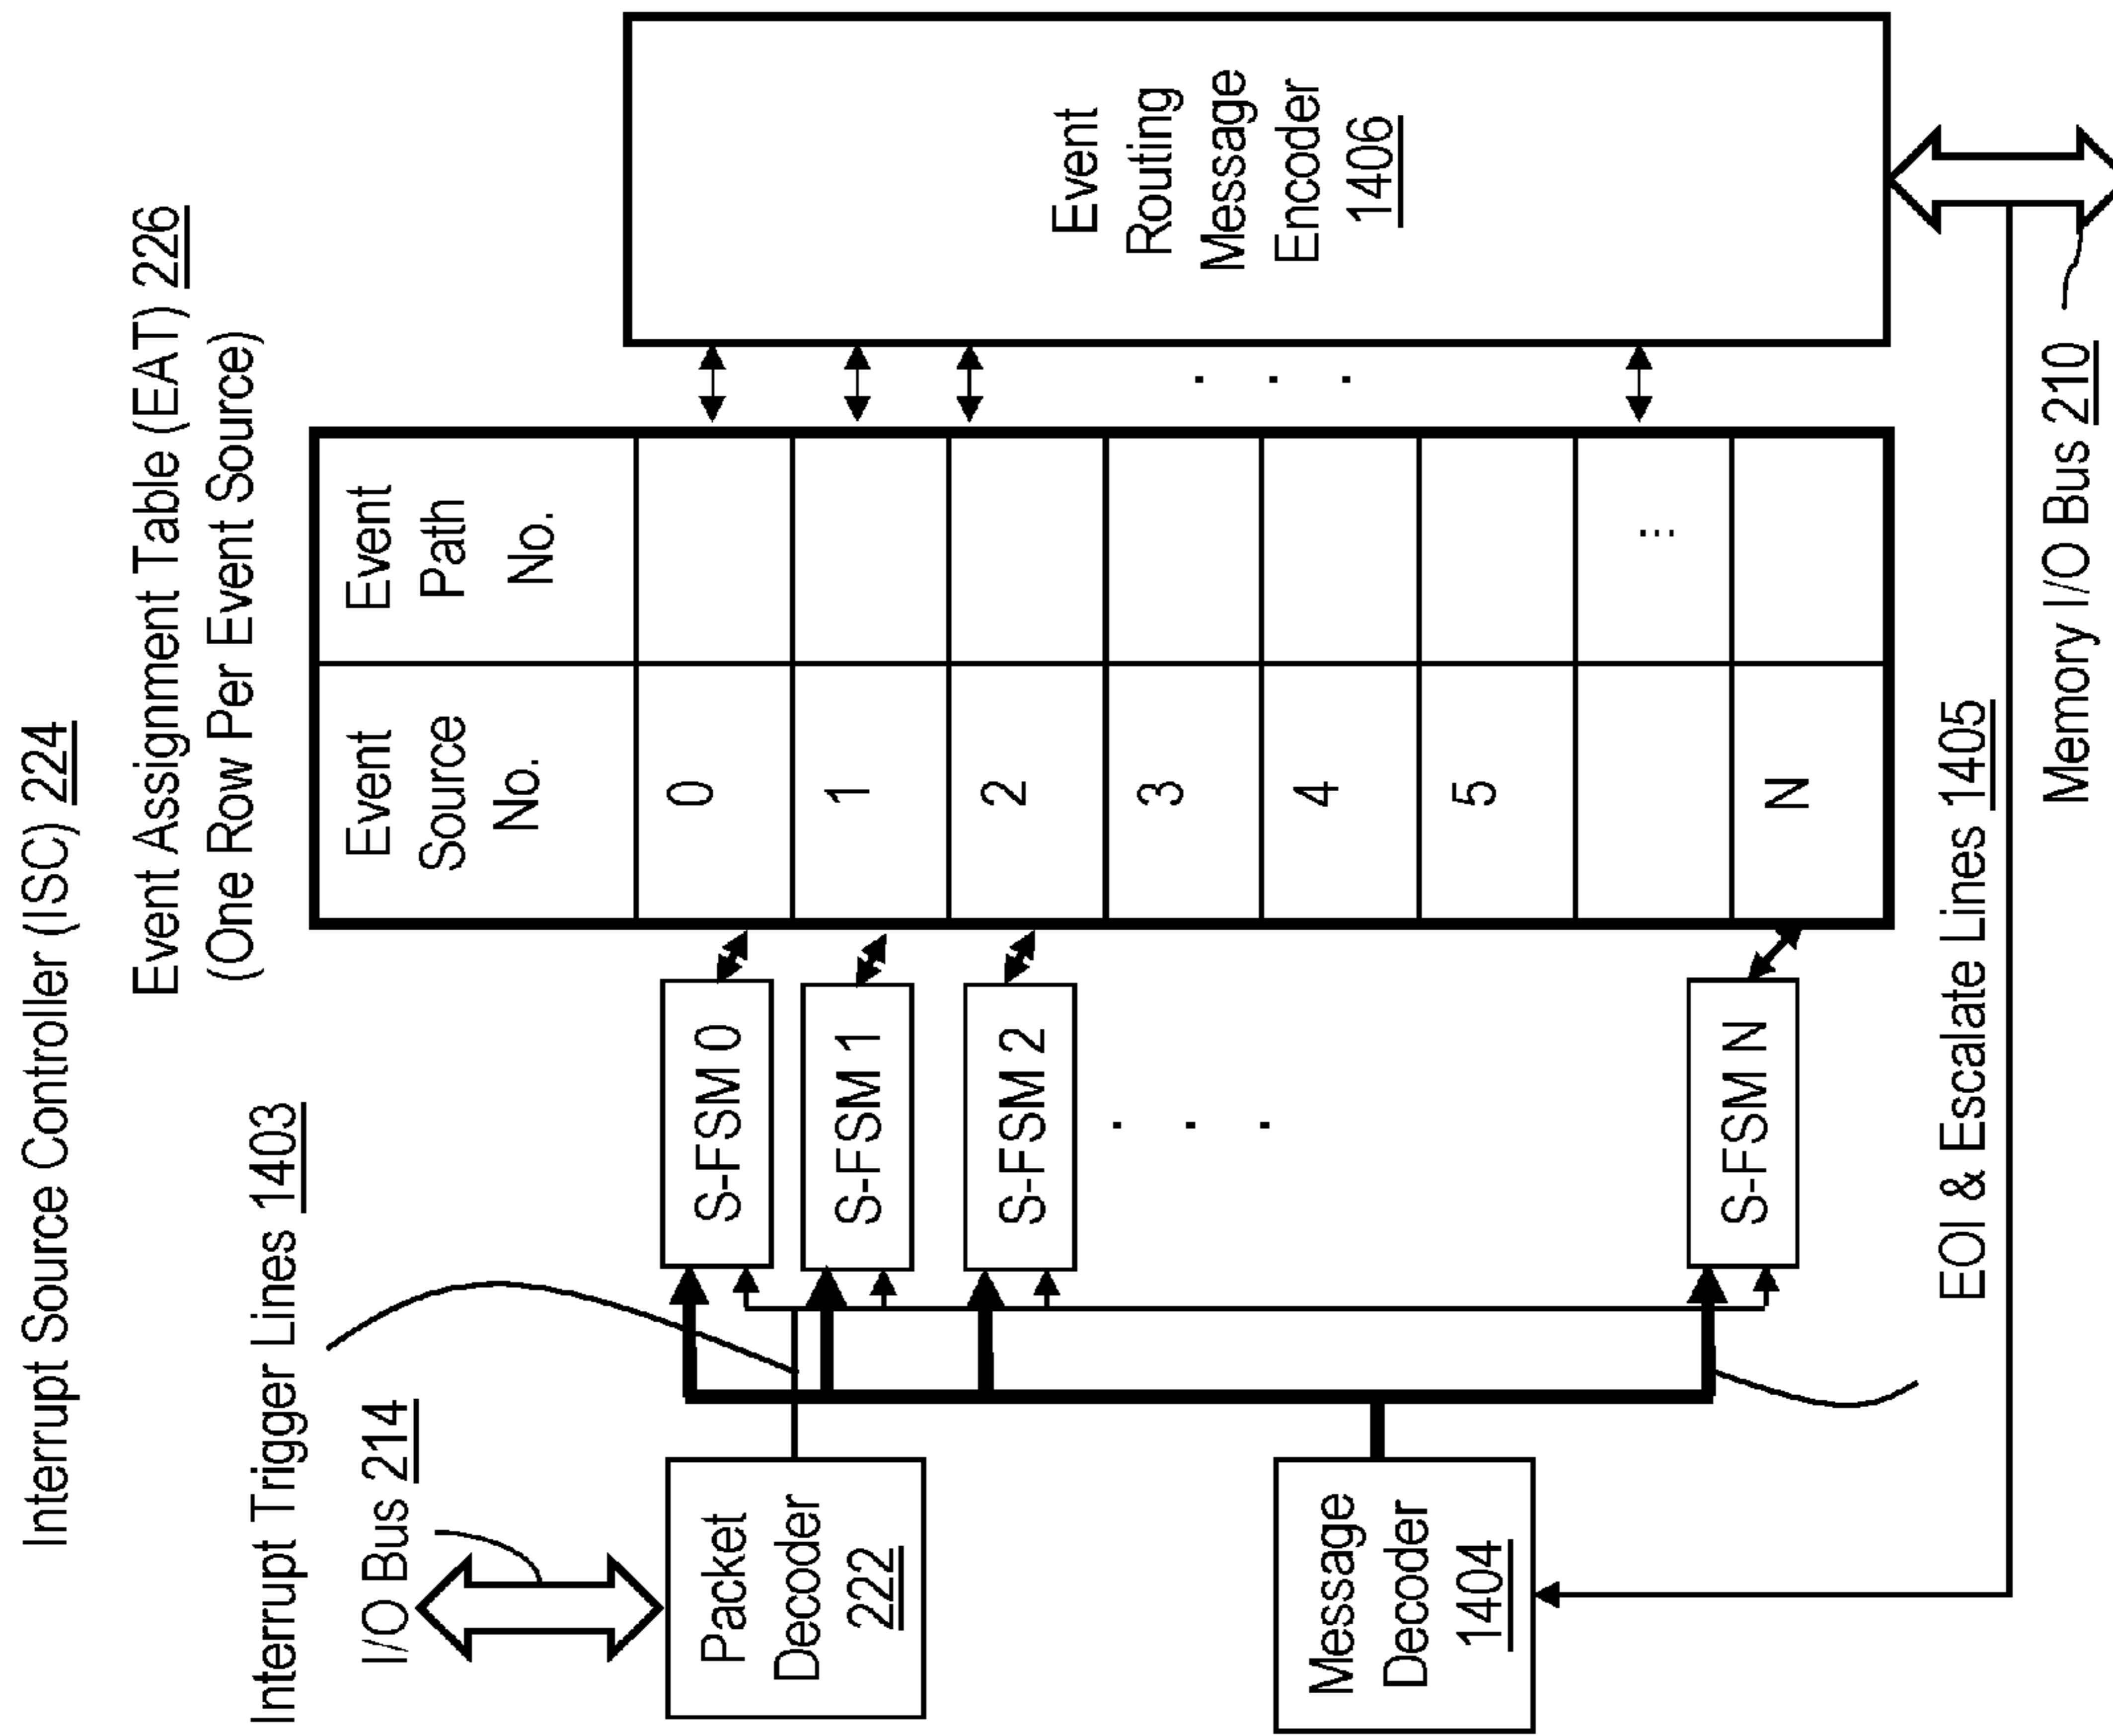 Interrupt Source Controller (ISC) 224
Event Assignment Table (EAT) 226
(One Row Per Event Source)
Interrupt Trigger Lines 1403
I/O Bus 214
Packet
Decoder
222
Message
Decoder
1404
S-FSM 0
S-FSM 1
S-FSM 2
. . .
S-FSM N
Event
Source
No.
Event
Path
No.
0
1
2
3
4
5
...
N
. . .
Event
Routing
Message
Encoder
1406
EOI & Escalate Lines 1405
Memory I/O Bus 210